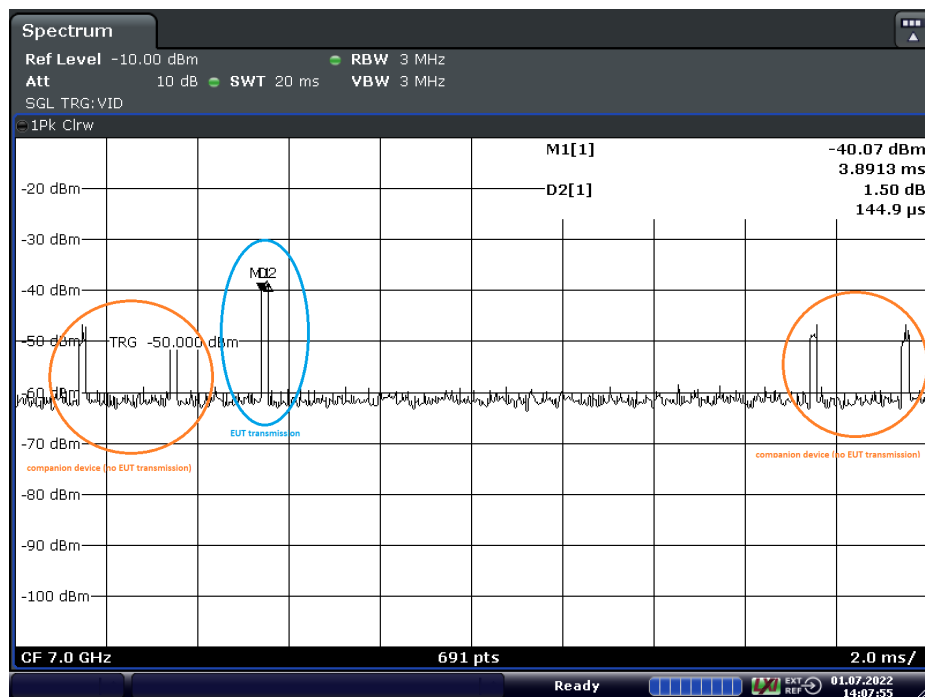 Spectrum
Ref Level -10.00 dBm RBW 3 MHz
Att 10 dB SWT 20 ms VBW 3 MHz
SGL TRG:VID
1Pk Clrw
M1[1] -40.07 dBm
3.8913 ms
D2[1] 1.50 dB
144.9 µs
-20 dBm
-30 dBm
-40 dBm
-50 dBm
TRG -50.000 dBm
-60 dBm
-70 dBm
-80 dBm
-90 dBm
-100 dBm
EUT transmission
companion device (no EUT transmission)
companion device (no EUT transmission)
CF 7.0 GHz 691 pts 2.0 ms/
Ready LXI EXT REF 01.07.2022
14:07:55